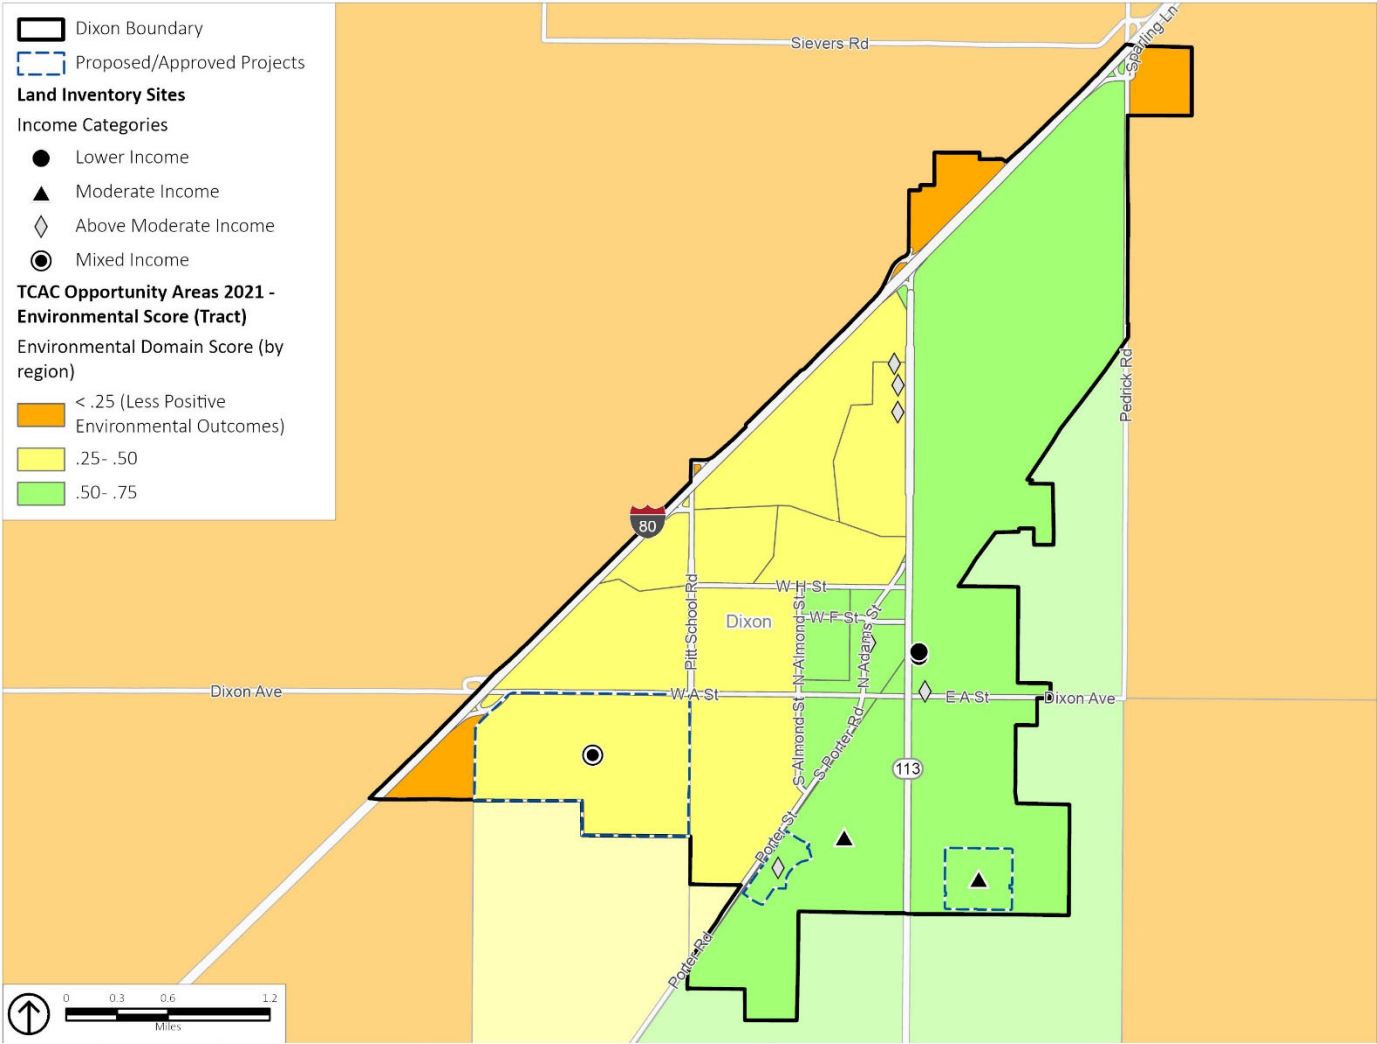 Dixon Boundary
Proposed/Approved Projects
Land Inventory Sites
Income Categories
Lower Income
Moderate Income
Above Moderate Income
Mixed Income
TCAC Opportunity Areas 2021 -
Environmental Score (Tract)
Environmental Domain Score (by
region)
< .25 (Less Positive
Environmental Outcomes)
.25- .50
.50- .75
Sievers Rd
Sparling Ln
Pedrick Rd
80
Pitt School Rd
W H St
Dixon
W F St
N Almond St
N Adams St
Dixon Ave
W A St
E A St
Dixon Ave
S Almond St
S Porter Rd
113
Porter St
Porter Rd
0 0.3 0.6 1.2
Miles